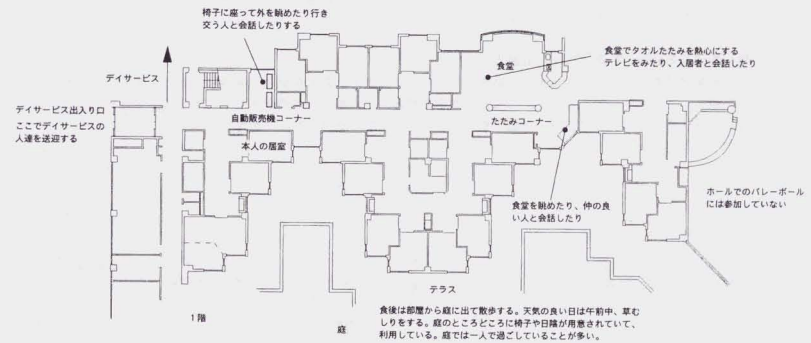 椅子に座って外を眺めたり行き
交う人と会話したりする
食堂でタオルたたみを熱心にする
テレビをみたり、入居者と会話したり
食堂
デイサービス
デイサービス出入り口
ここでデイサービスの
人達を送迎する
自動販売機コーナー
たたみコーナー
本人の居室
ホールでのバレーボール
には参加していない
食堂を眺めたり、仲の良
い人と会話したり
テラス
食後は部屋から庭に出て散歩する。天気の良い日は午前中、草む
しりをする。庭のところどころに椅子や日陰が用意されていて、
利用している。庭では一人で過ごしていることが多い。
1階
庭